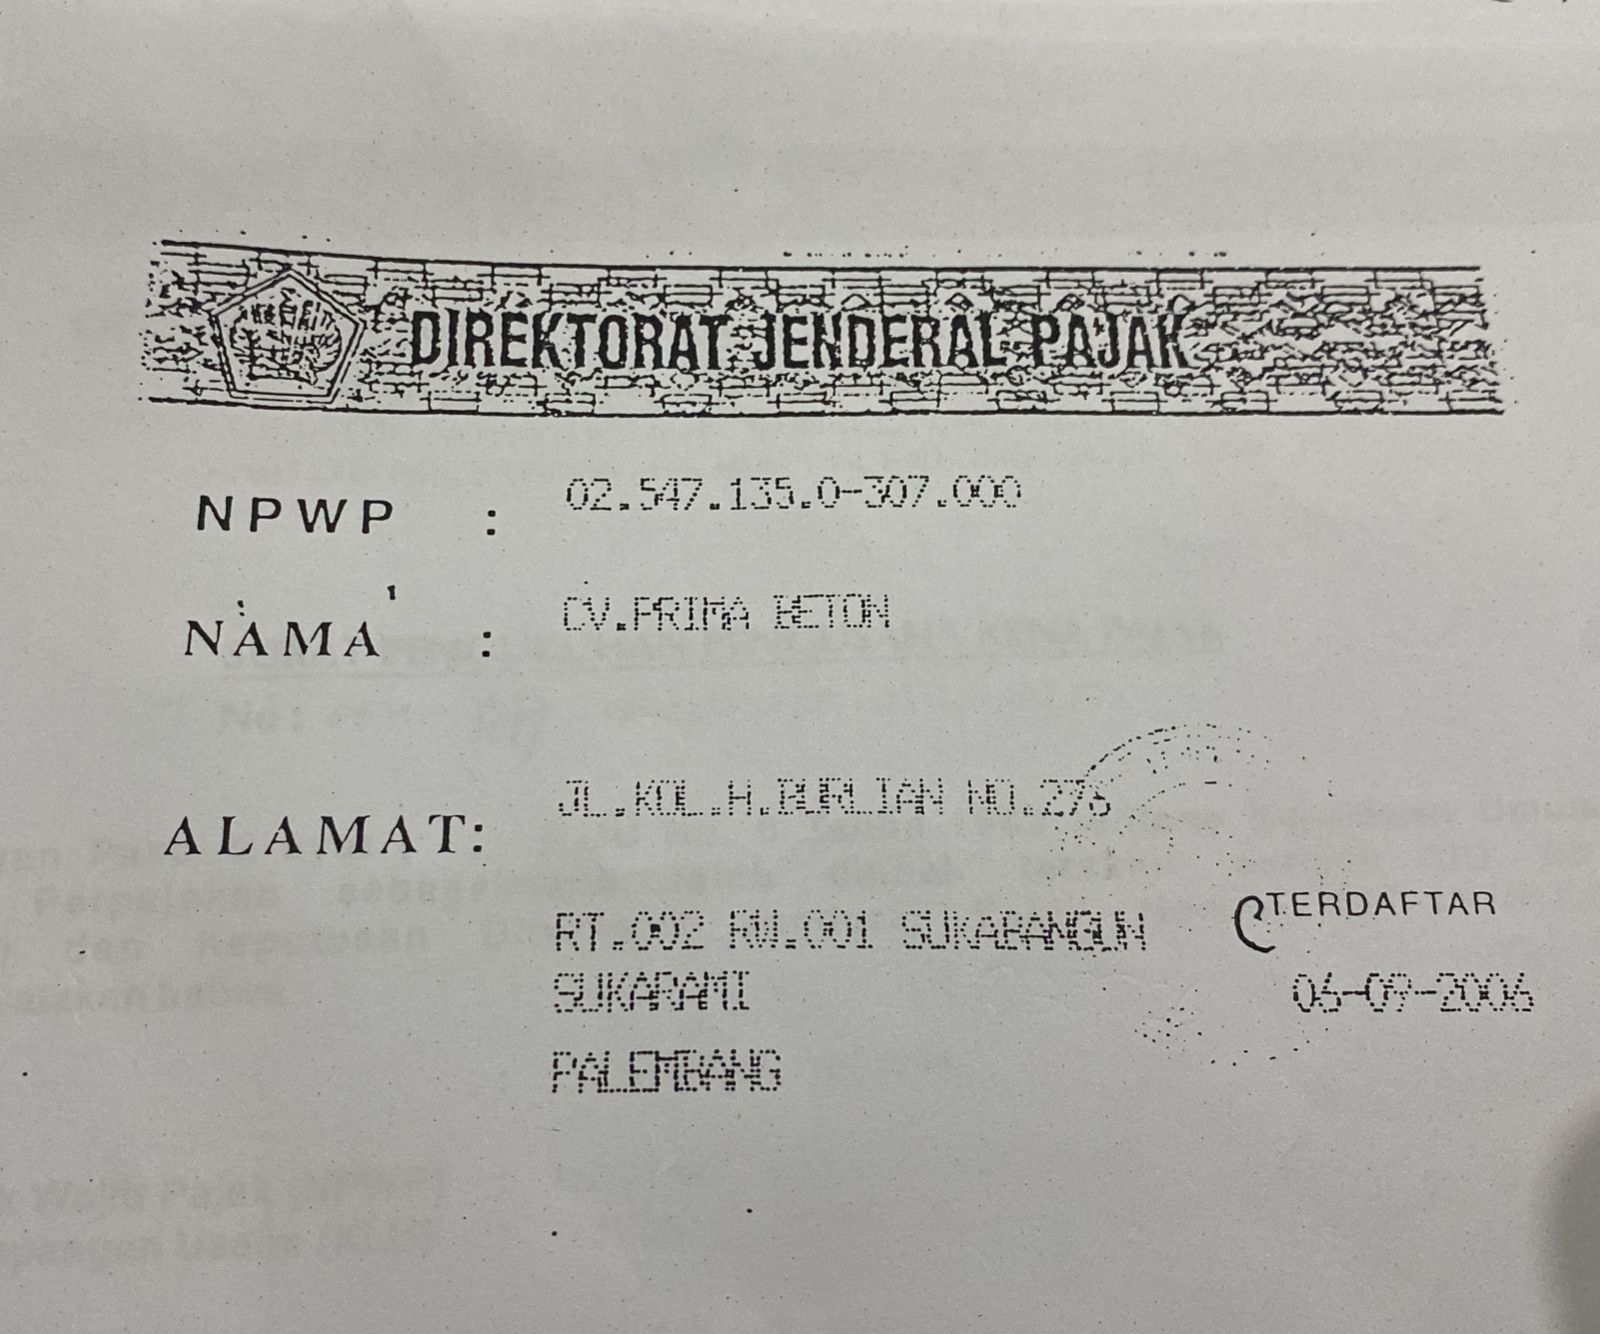 DIREKTORAT JENDERAL PAJAK
NPWP : 02.547.135.0-307.000
NAMA : CV.PRIMA BETON
ALAMAT: JL.KOL.H.BURLIAN NO.276
RT.002 RW.001 SUKABANGUN
TERDAFTAR
SUKARAMI
06-09-2006
PALEMBANG